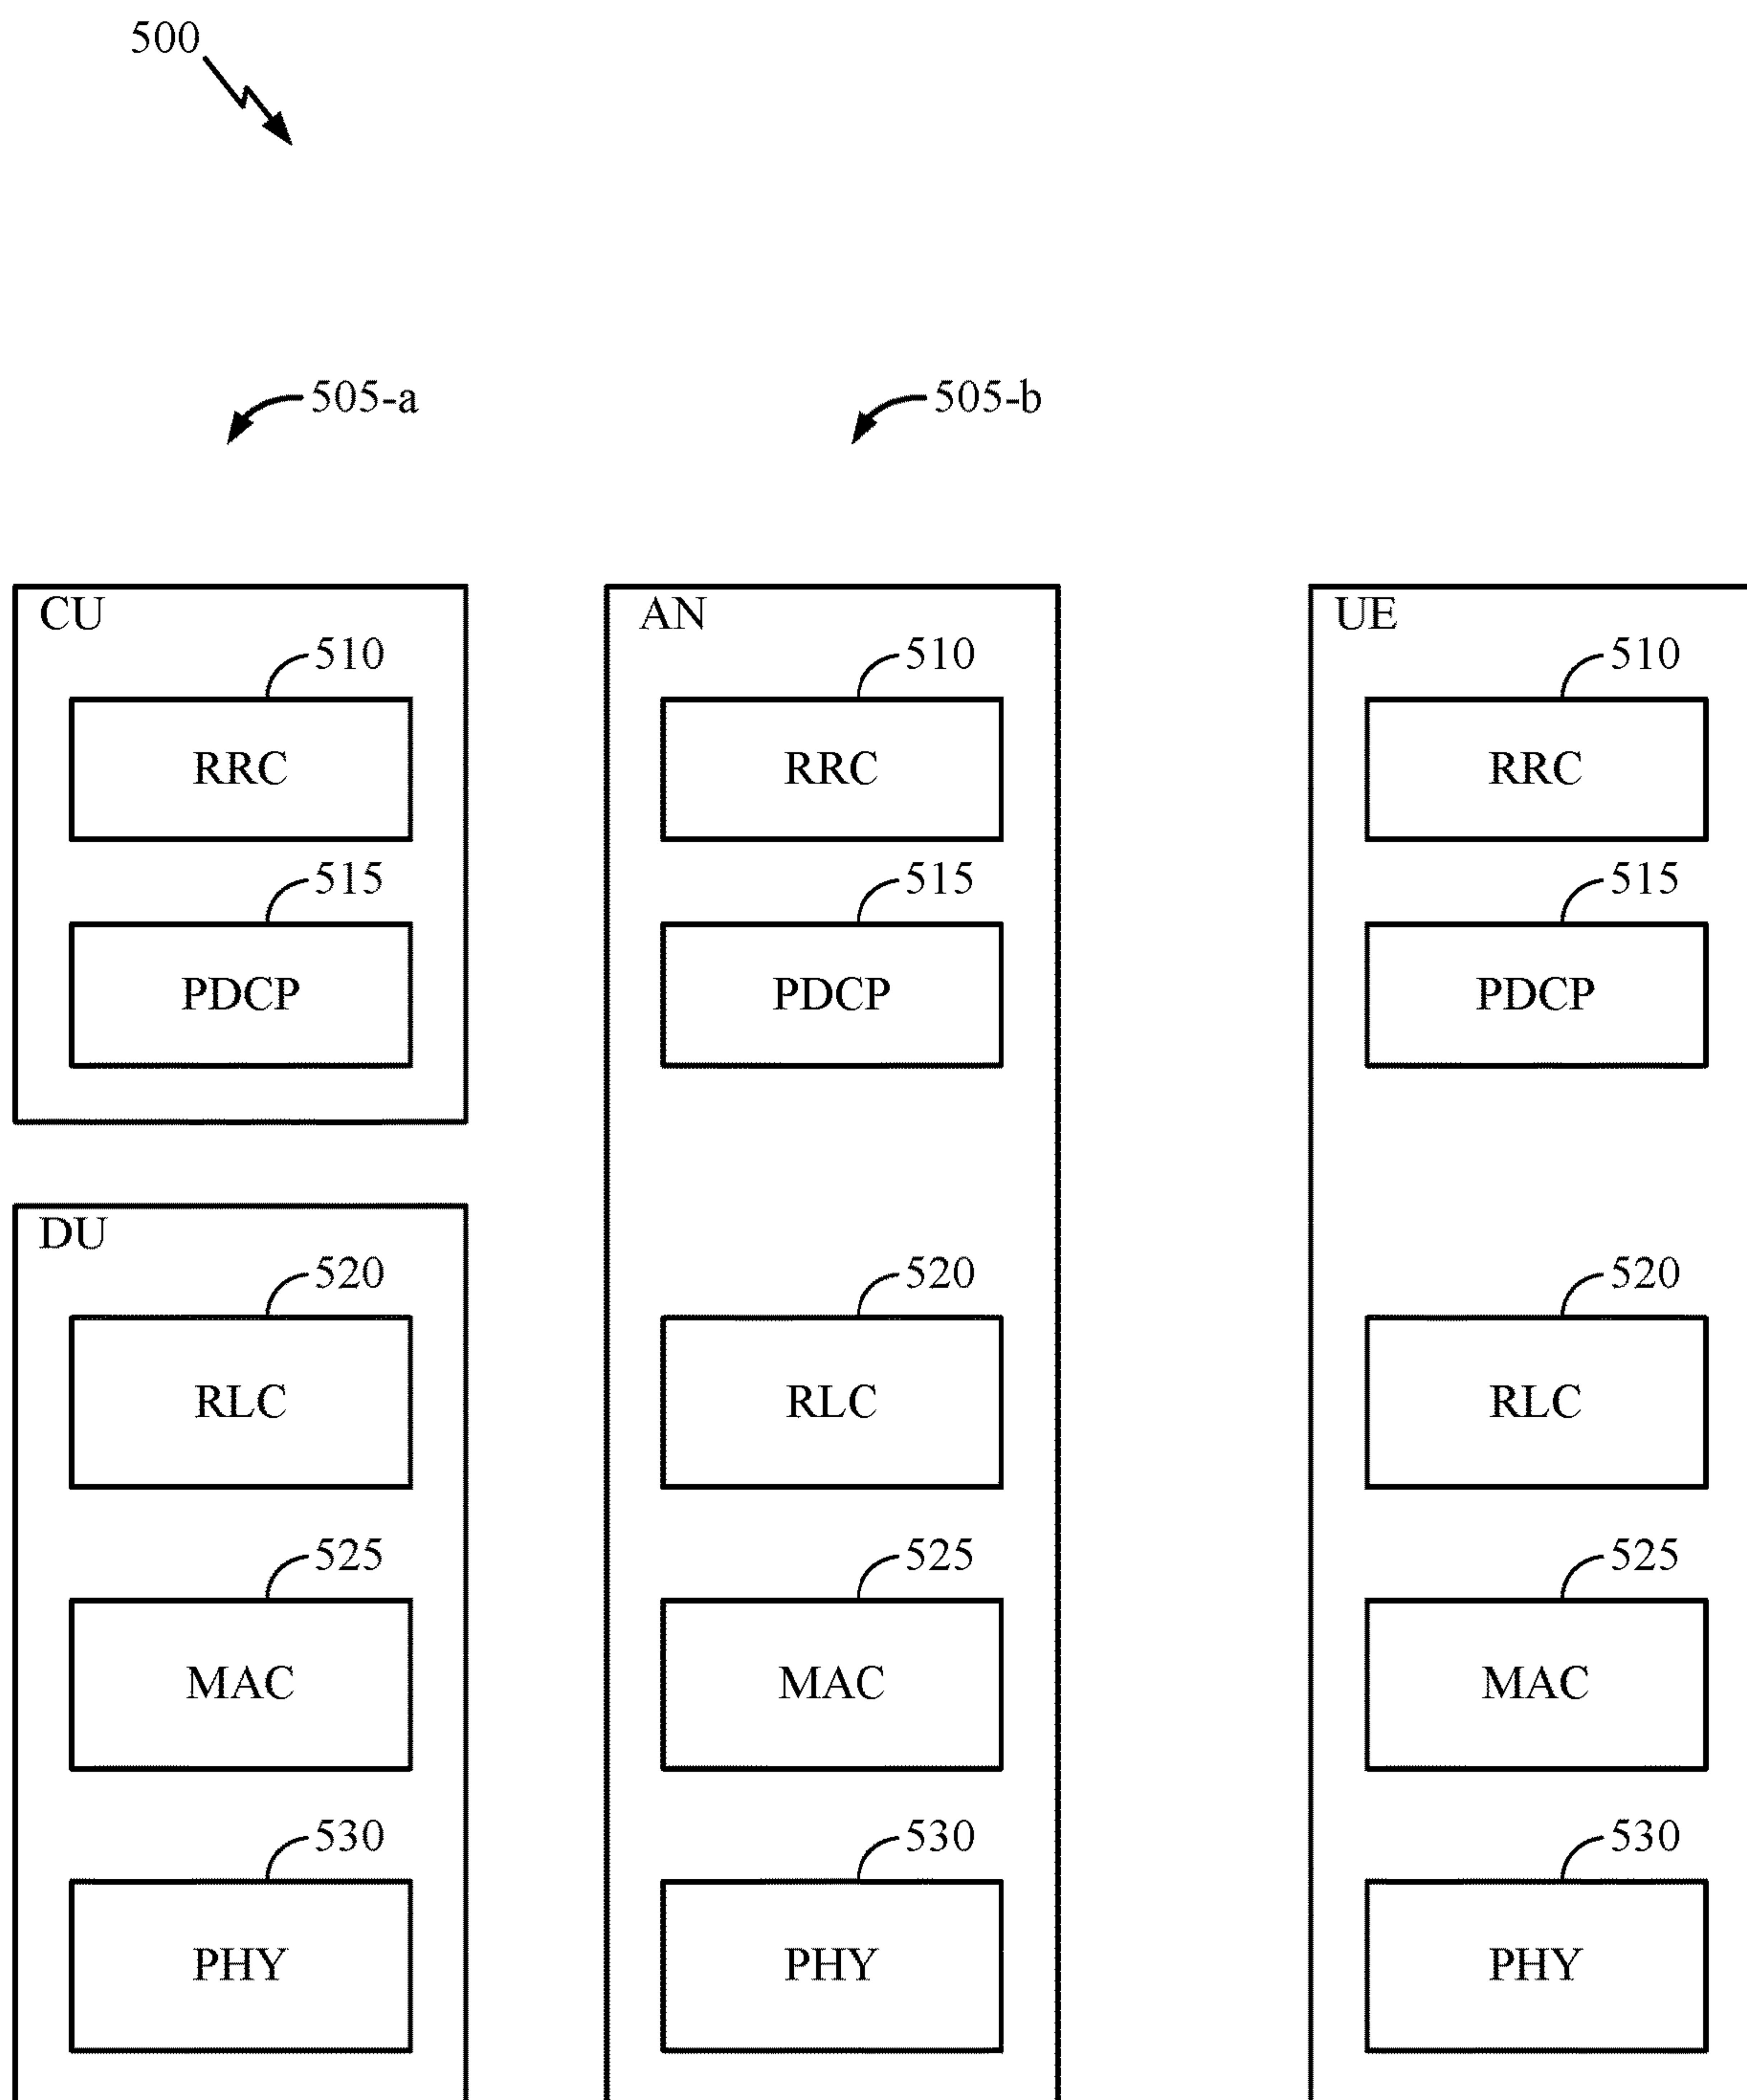 500
505-a 505-b
CU AN UE
510 510 510
RRC RRC RRC
515 515 515
PDCP PDCP PDCP
DU
520 520 520
RLC RLC RLC
525 525 525
MAC MAC MAC
530 530 530
PHY PHY PHY